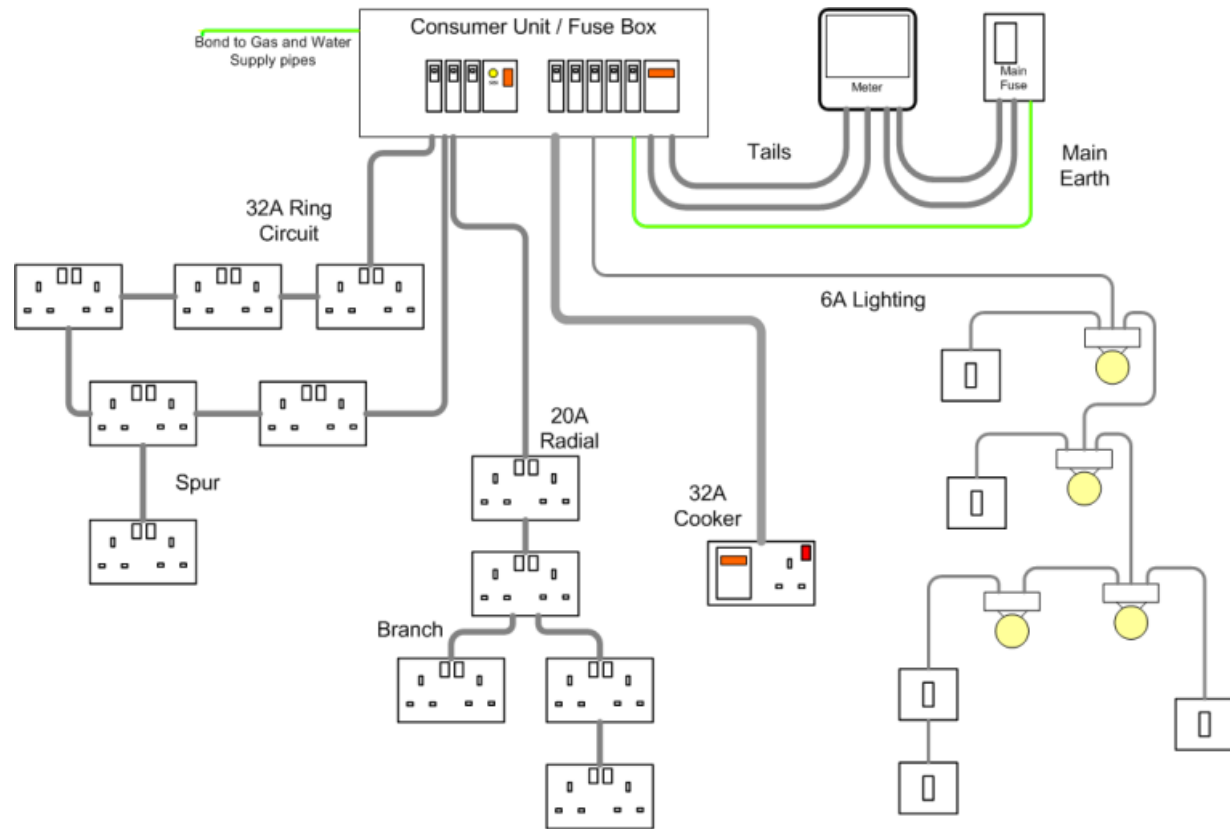 Consumer Unit / Fuse Box
Bond to Gas and Water
Supply pipes
Meter
Main
Fuse
Tails
Main
Earth
32A Ring
Circuit
6A Lighting
20A
Radial
Spur
32A
Cooker
Branch